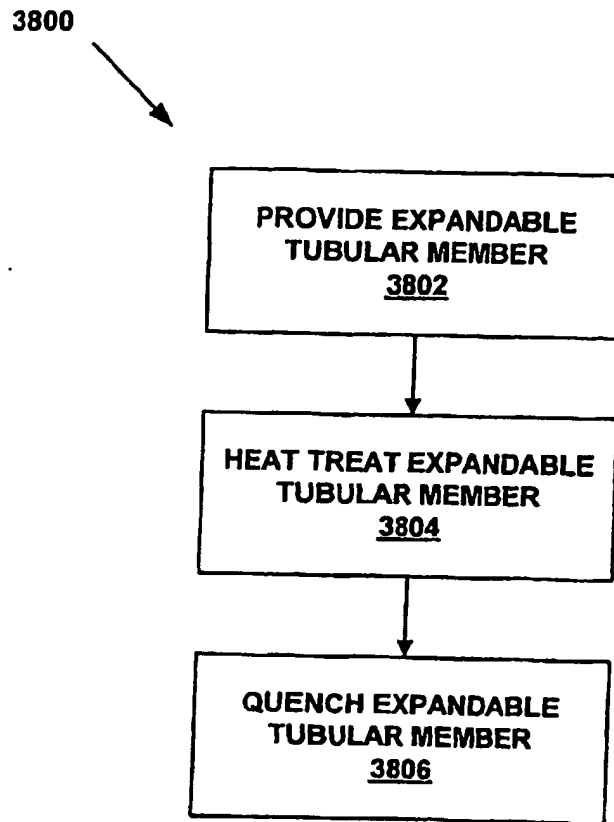 3800
PROVIDE EXPANDABLE
TUBULAR MEMBER
3802
HEAT TREAT EXPANDABLE
TUBULAR MEMBER
3804
QUENCH EXPANDABLE
TUBULAR MEMBER
3806